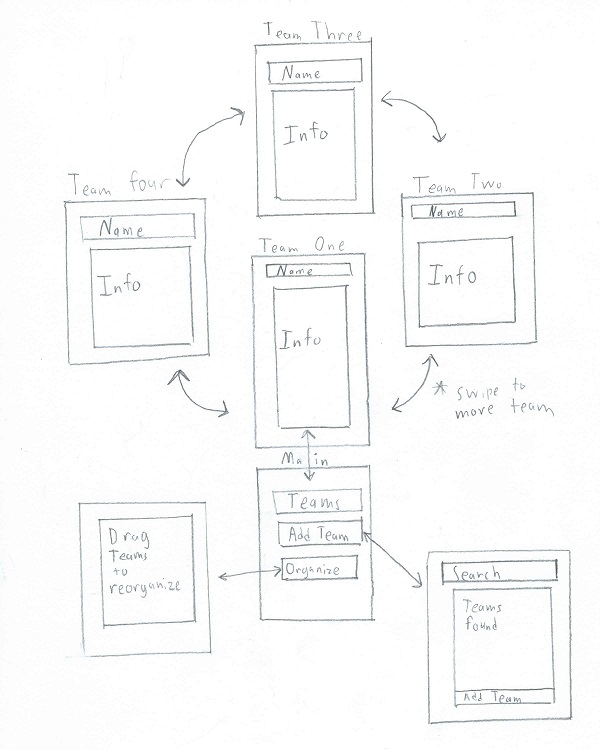 Team Three
Name
Info
Team four
Name
Info
Team Two
Name
Info
Team One
Name
Info
* swipe to
more team
Main
Teams
Add Team
Organize
Drag
Teams
to
reorganize
Search
Teams
found
Add Team